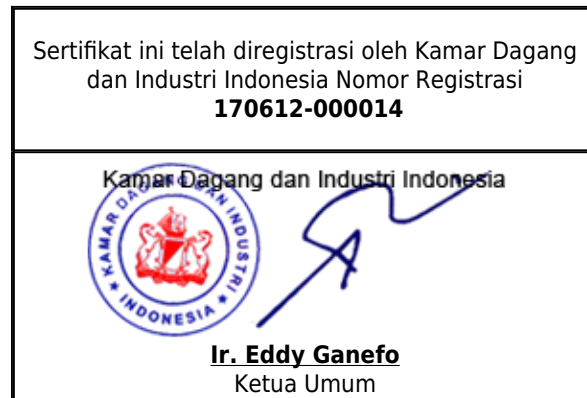 Sertifikat ini telah diregistrasi oleh Kamar Dagang
dan Industri Indonesia Nomor Registrasi
170612-000014
Kamar Dagang dan Industri Indonesia
KAMAR DAGANG DAN INDUSTRI
INDONESIA
Ir. Eddy Ganefo
Ketua Umum